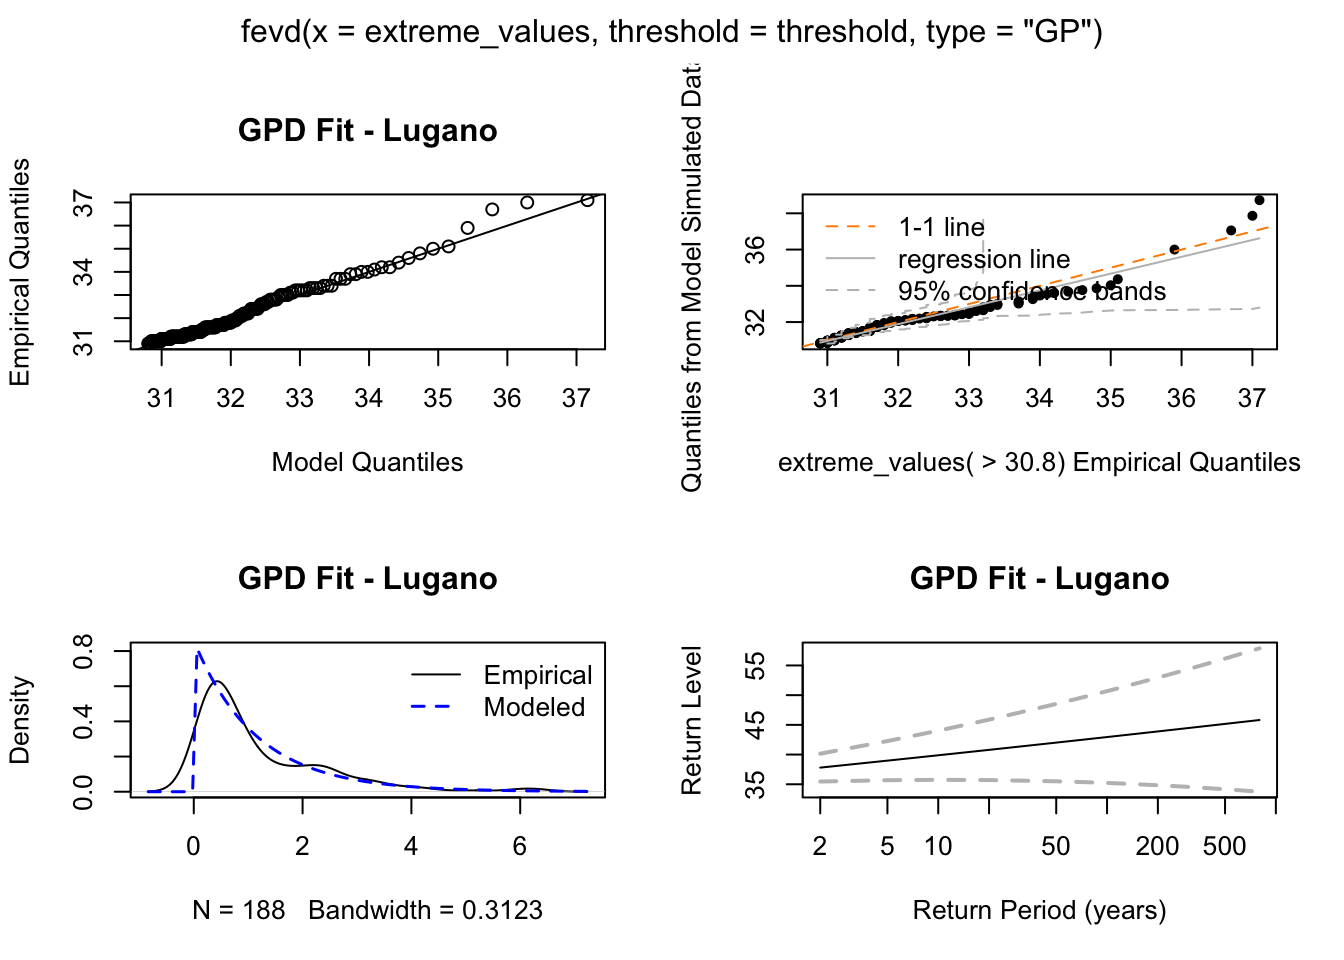 fevd(x = extreme_values, threshold = threshold, type = "GP")
GPD Fit - Lugano
Empirical Quantiles
31 34 37
31 32 33 34 35 36 37
Model Quantiles
Quantiles from Model Simulated Dat
32 36
1-1 line
regression line
95% confidence bands
31 32 33 34 35 36 37
extreme_values( > 30.8) Empirical Quantiles
GPD Fit - Lugano
Density
0.0 0.4 0.8
Empirical
Modeled
0 2 4 6
N = 188 Bandwidth = 0.3123
GPD Fit - Lugano
Return Level
35 45 55
2 5 10 50 200 500
Return Period (years)